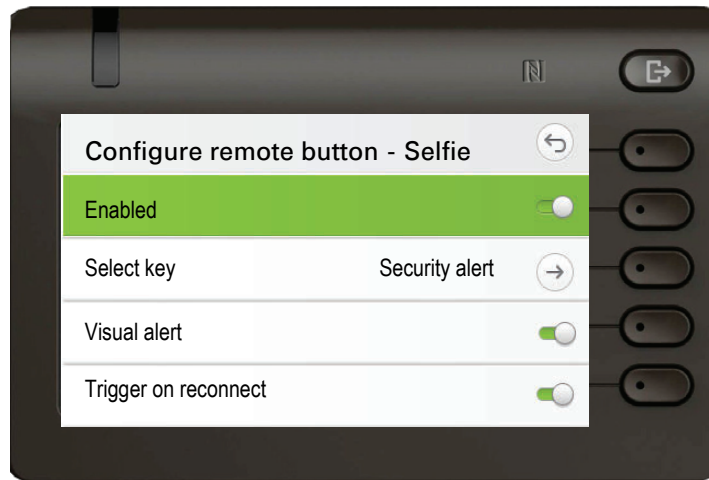 Configure remote button - Selfie
Enabled
Select key Security alert
Visual alert
Trigger on reconnect